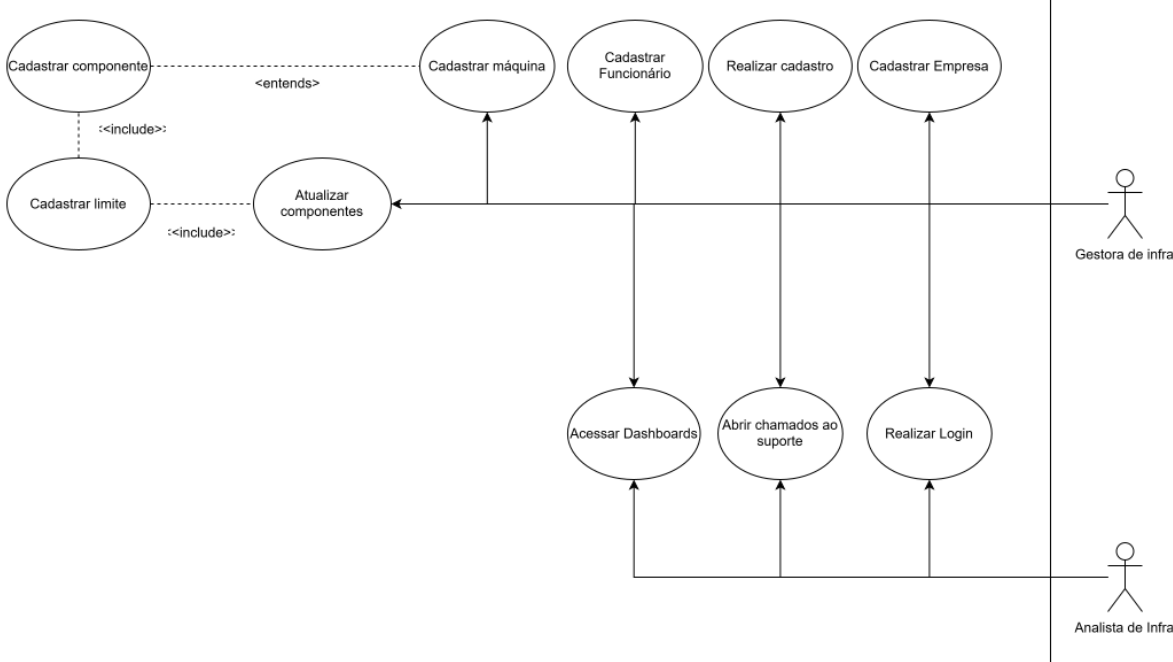 Cadastrar componente
<entends>
Cadastrar máquina
Cadastrar
Funcionário
Realizar cadastro
Cadastrar Empresa
<<include>>
Cadastrar limite
<<include>>
Atualizar
componentes
Gestora de infra
Acessar Dashboards
Abrir chamados ao
suporte
Realizar Login
Analista de Infra